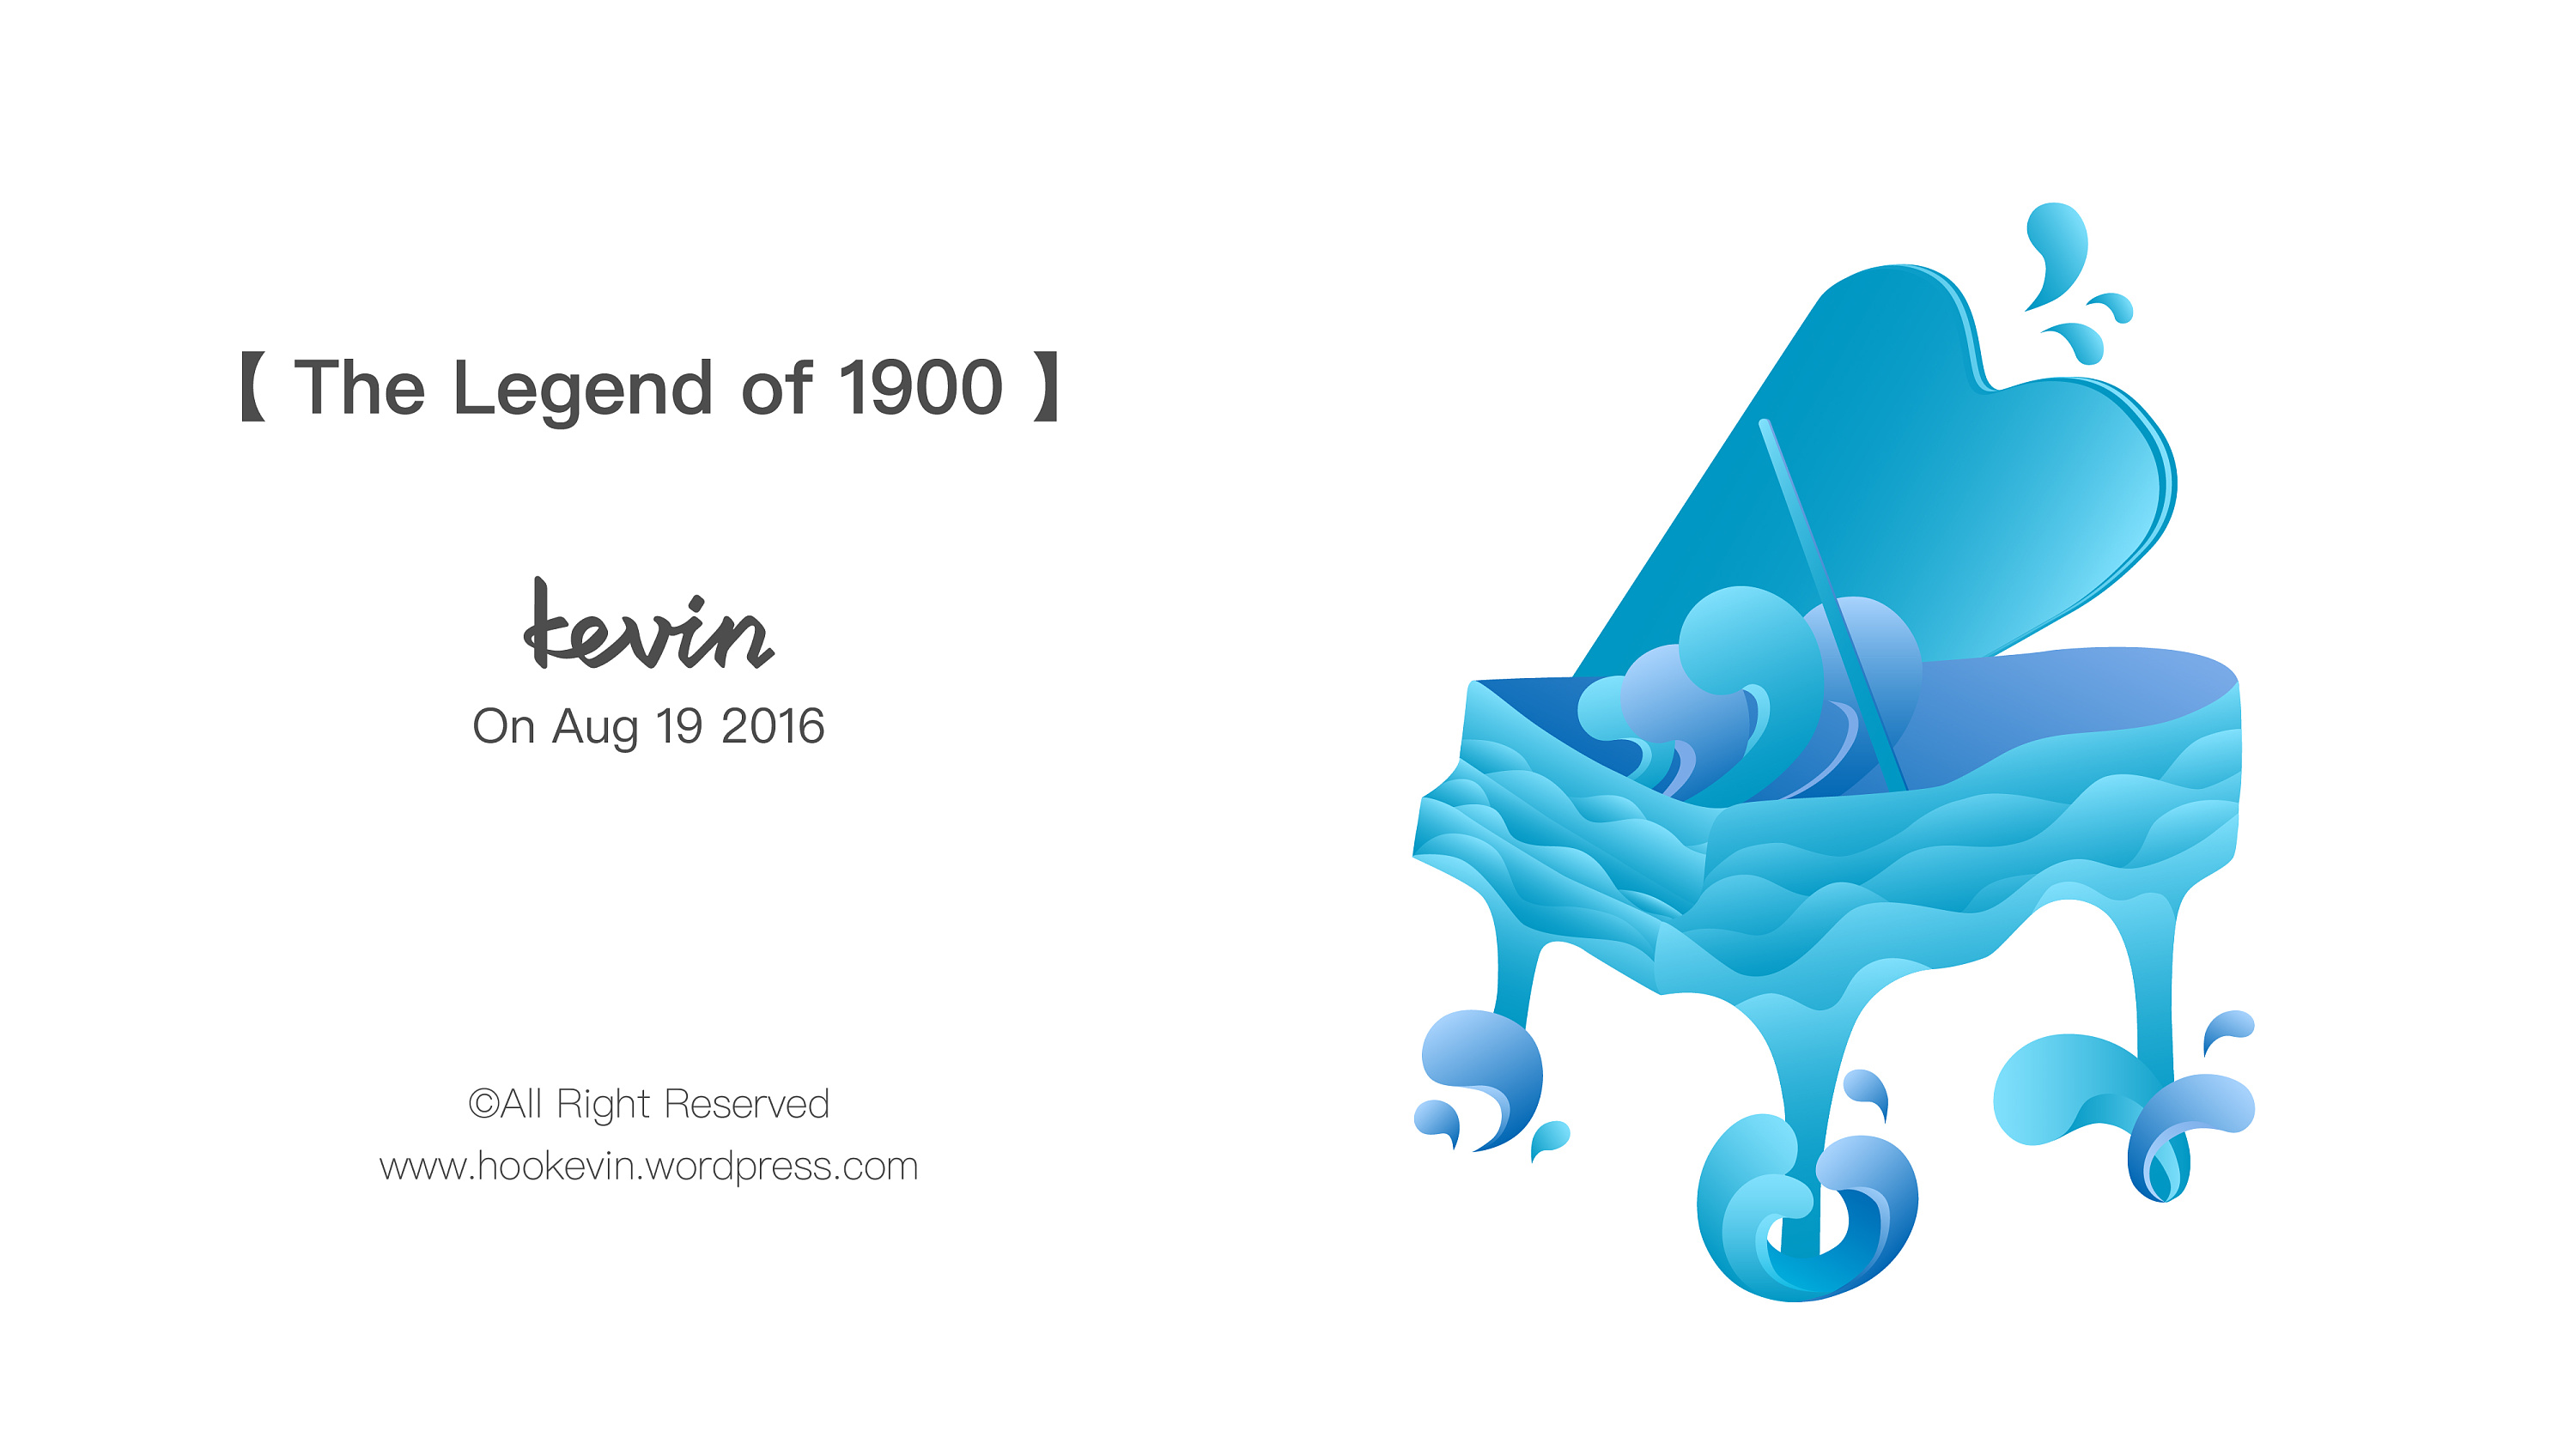 【 The Legend of 1900 】
kevin
On Aug 19 2016
©All Right Reserved
www.hookevin.wordpress.com